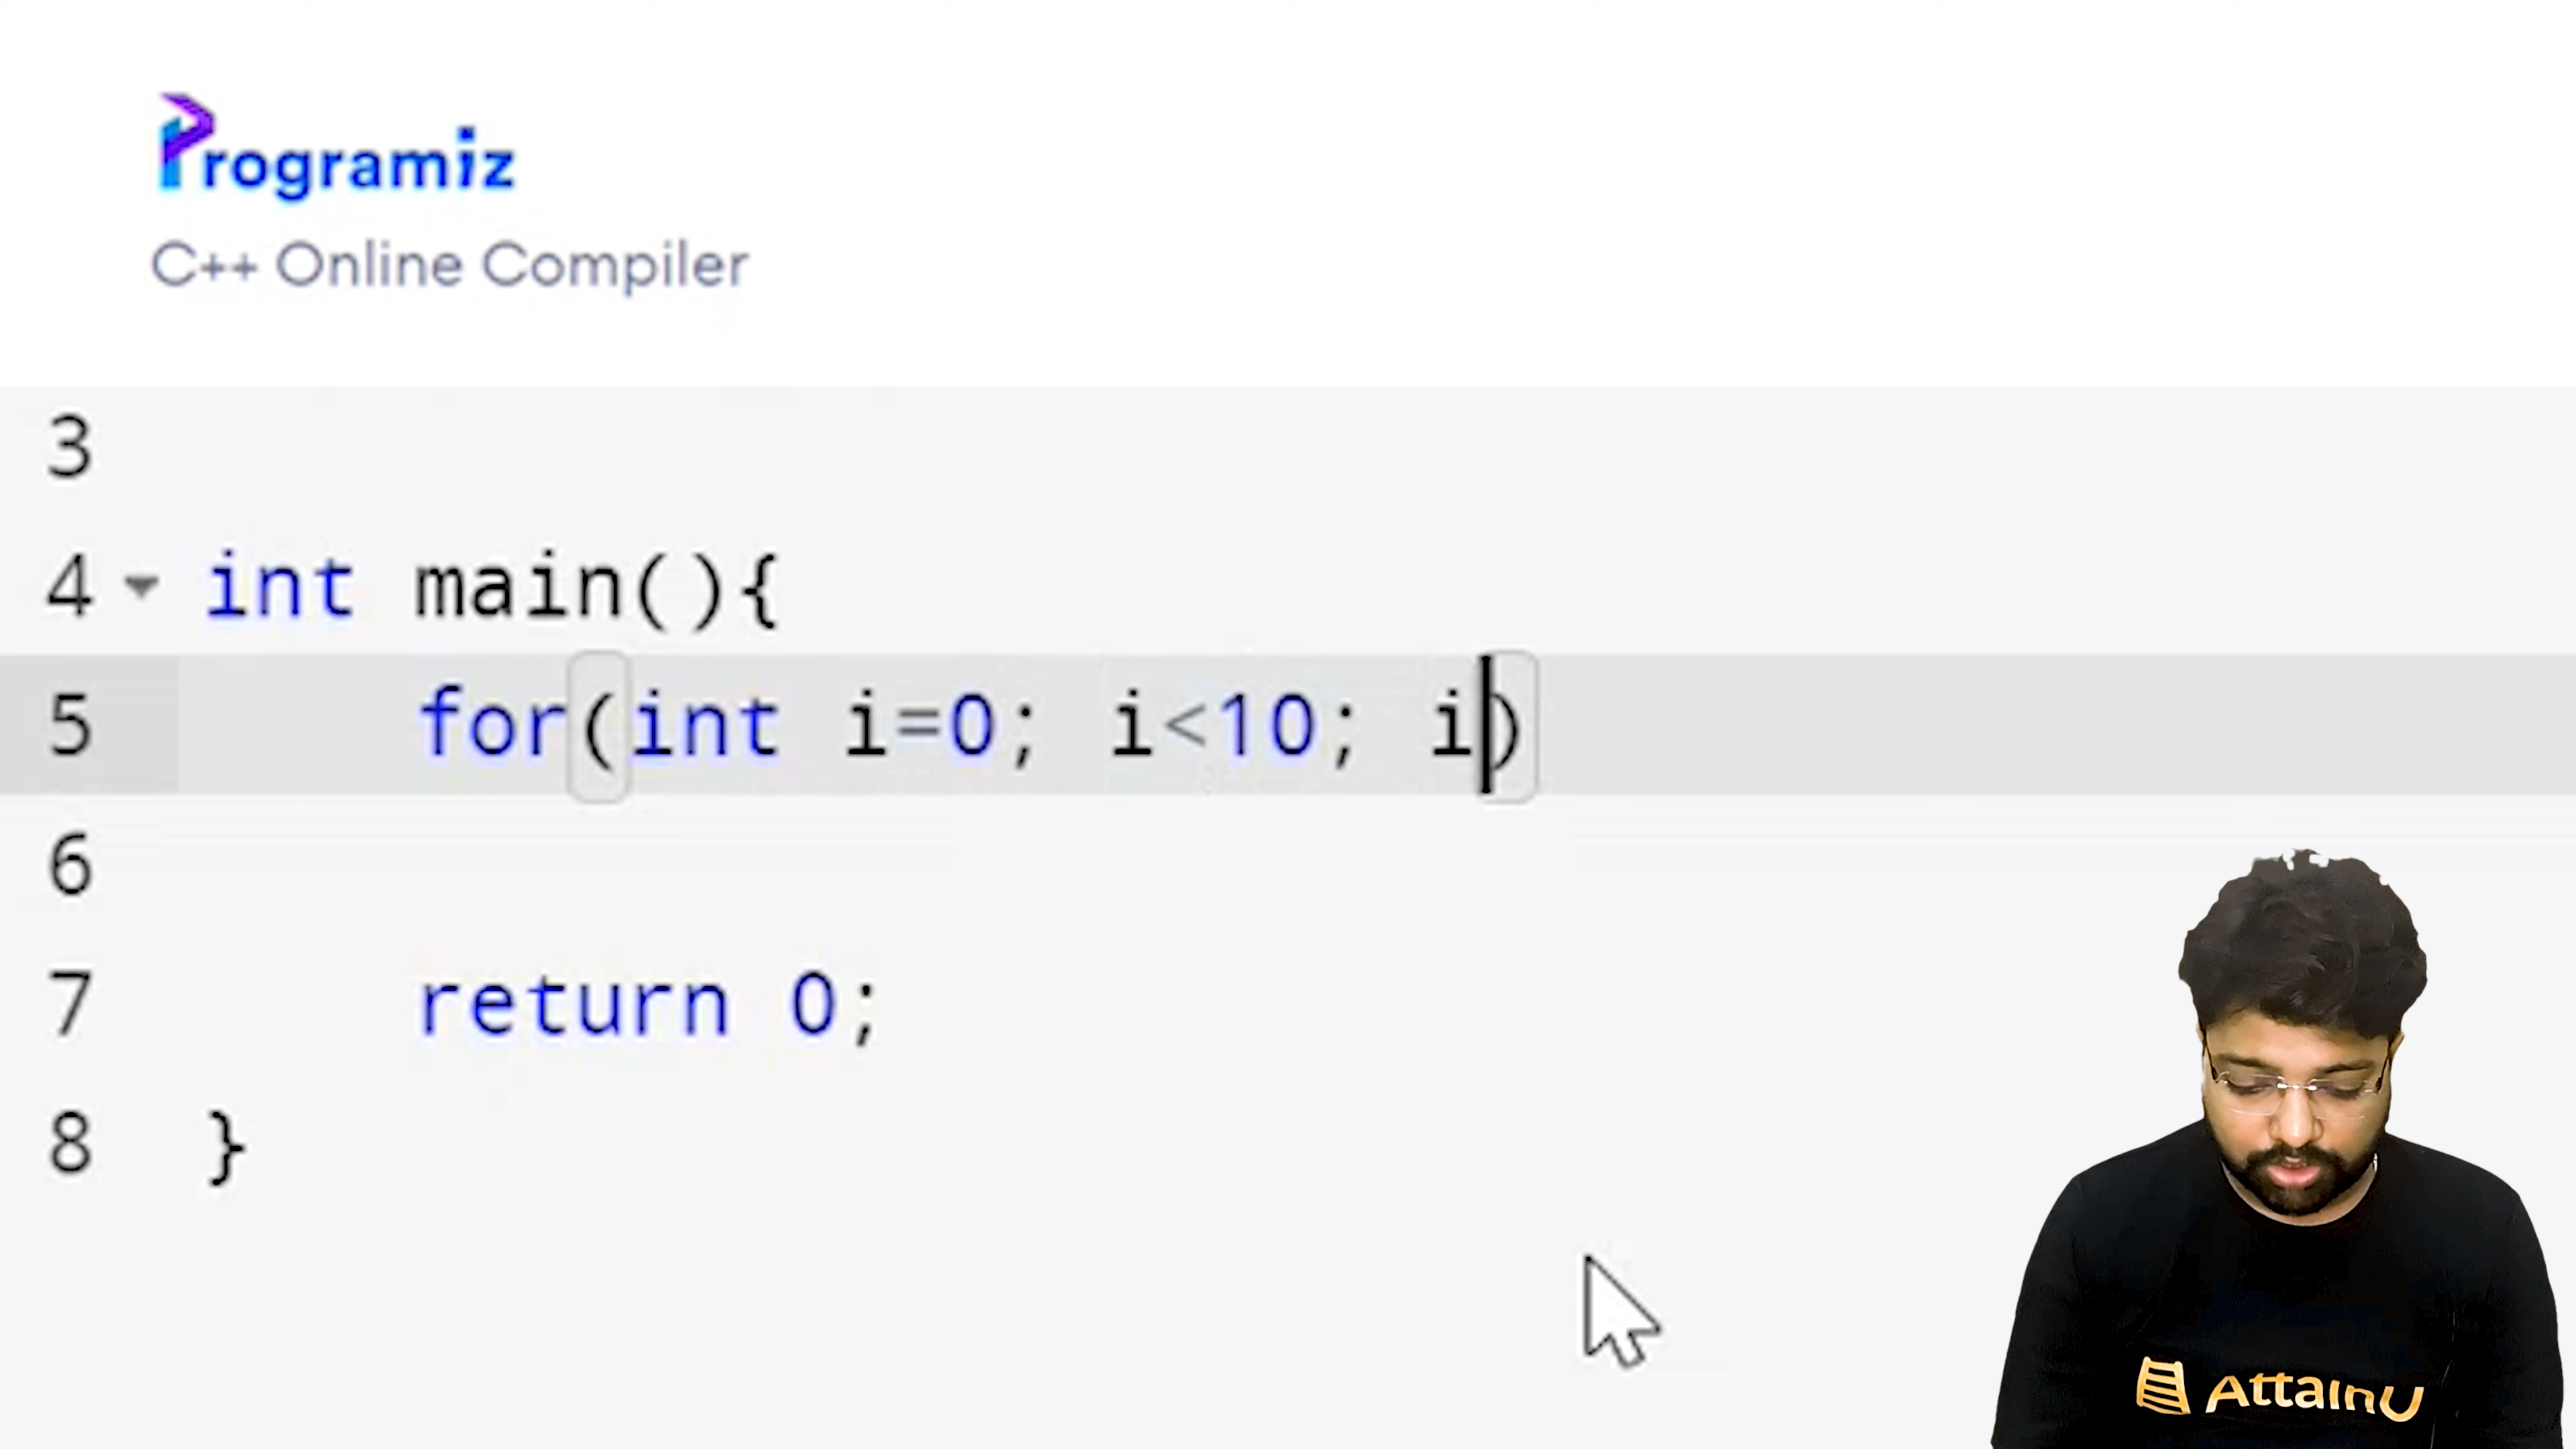 Programiz
C++ Online Compiler
3
4 int main(){
5 for(int i=0; i<10; i)
6
7 return 0;
8 }
AttainU